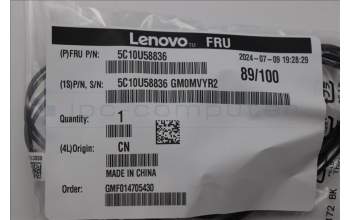 Lenovo™ FRU
(P)FRU P/N: 5C10U58836 2024-07-09 19:28:29
89/100
(1S)P/N, S/N: 5C10U58836 GM0MVYR2
Quantity: 1
(4L)Origin: CN
MADE IN CHINA
Order: GMF014705430